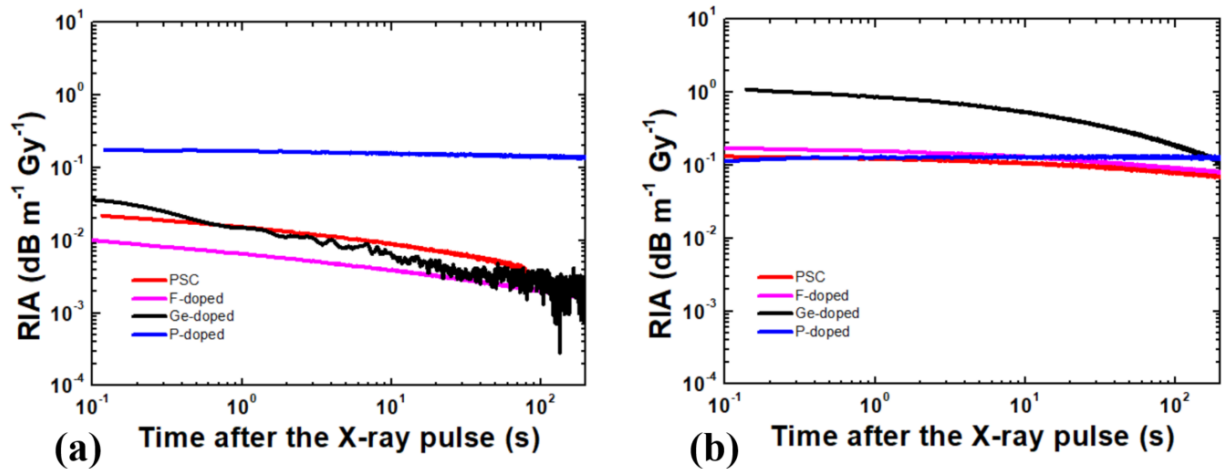 10^1
10^0
10^-1
10^-2
10^-3
10^-4
RIA (dB m^-1 Gy^-1)
PSC
F-doped
Ge-doped
P-doped
10^-1 10^0 10^1 10^2
Time after the X-ray pulse (s)
(a)
10^1
10^0
10^-1
10^-2
10^-3
10^-4
RIA (dB m^-1 Gy^-1)
PSC
F-doped
Ge-doped
P-doped
10^-1 10^0 10^1 10^2
Time after the X-ray pulse (s)
(b)